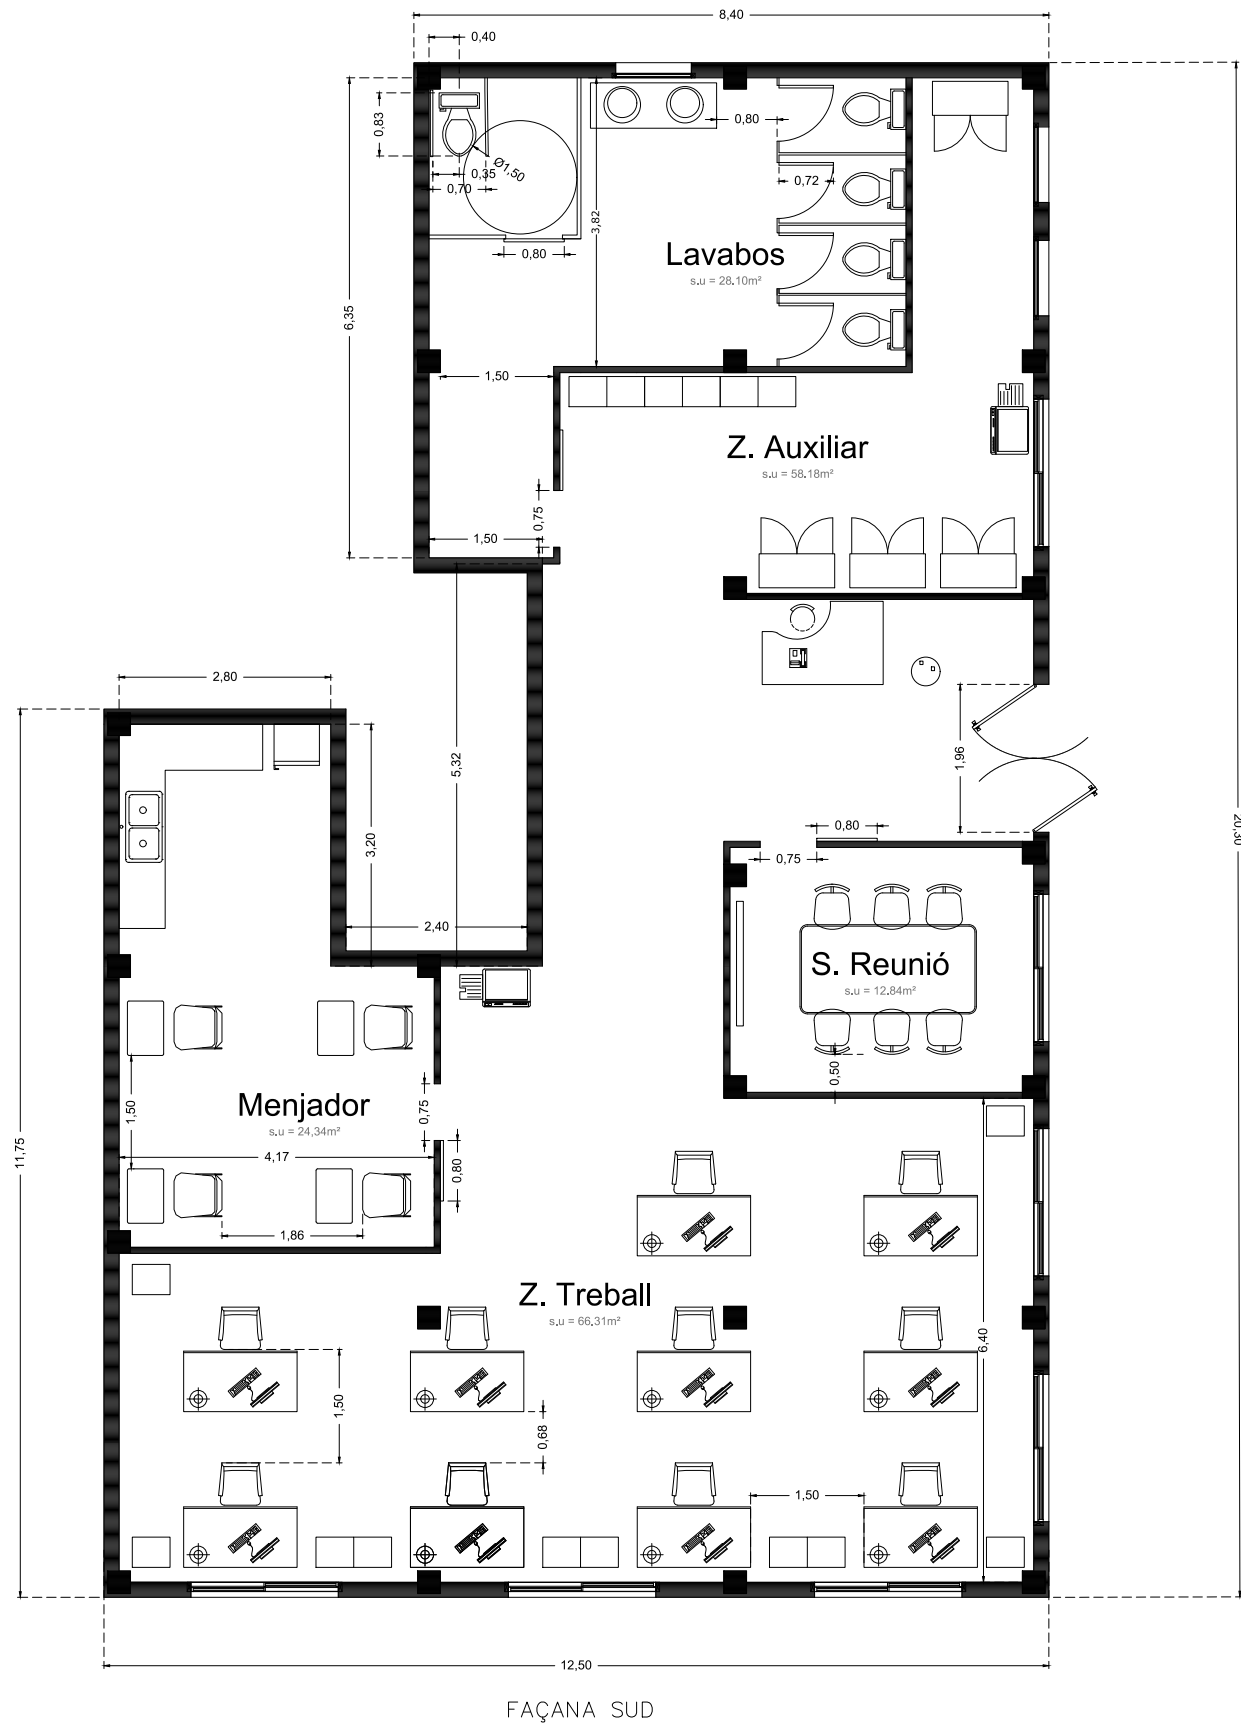 8,40
0,40
0,83
0,80
Ø1,50
0,35
0,70
0,72
3,82
0,80
Lavabos
s.u = 28.10m²
6,35
1,50
Z. Auxiliar
s.u = 58.18m²
0,75
1,50
2,80
5,32
1,96
20,30
3,20
0,80
0,75
2,40
S. Reunió
s.u = 12.84m²
0,50
Menjador
s.u = 24,34m²
1,50
0,75
11,75
4,17
0,80
1,86
Z. Treball
s.u = 66.31m²
6,40
1,50
0,68
1,50
12,50
FAÇANA SUD